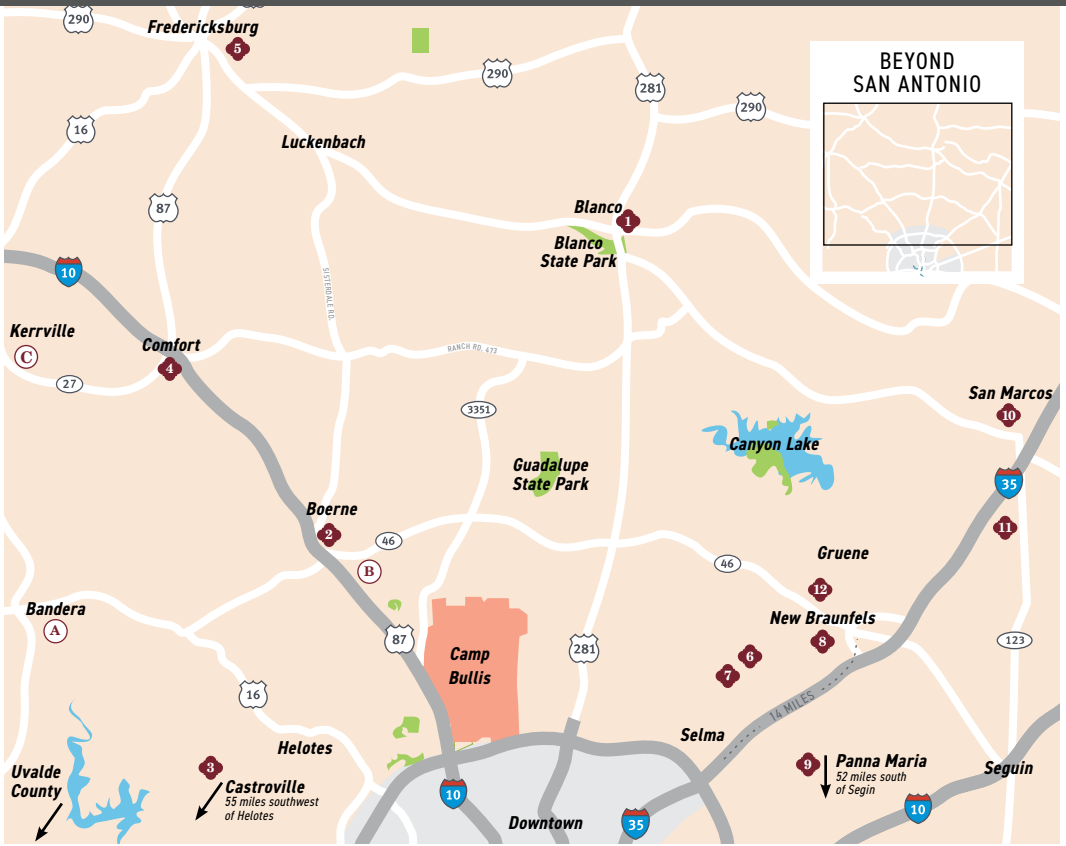 290
Fredericksburg
5
290
281
290
BEYOND
SAN ANTONIO
16
Luckenbach
87
Blanco
1
Blanco
State Park
10
SISTERDALE RD.
Kerrville
C
Comfort
4
27
RANCH RD. 473
3351
San Marcos
10
Canyon Lake
Guadalupe
State Park
35
11
Boerne
2
46
B
46
Gruene
12
Bandera
A
New Braunfels
8
87
Camp
Bullis
281
6
7
123
16
14 MILES
Selma
Helotes
3
Castroville
55 miles southwest
of Helotes
Uvalde
County
9
Panna Maria
52 miles south
of Segin
Seguin
10
10
35
Downtown